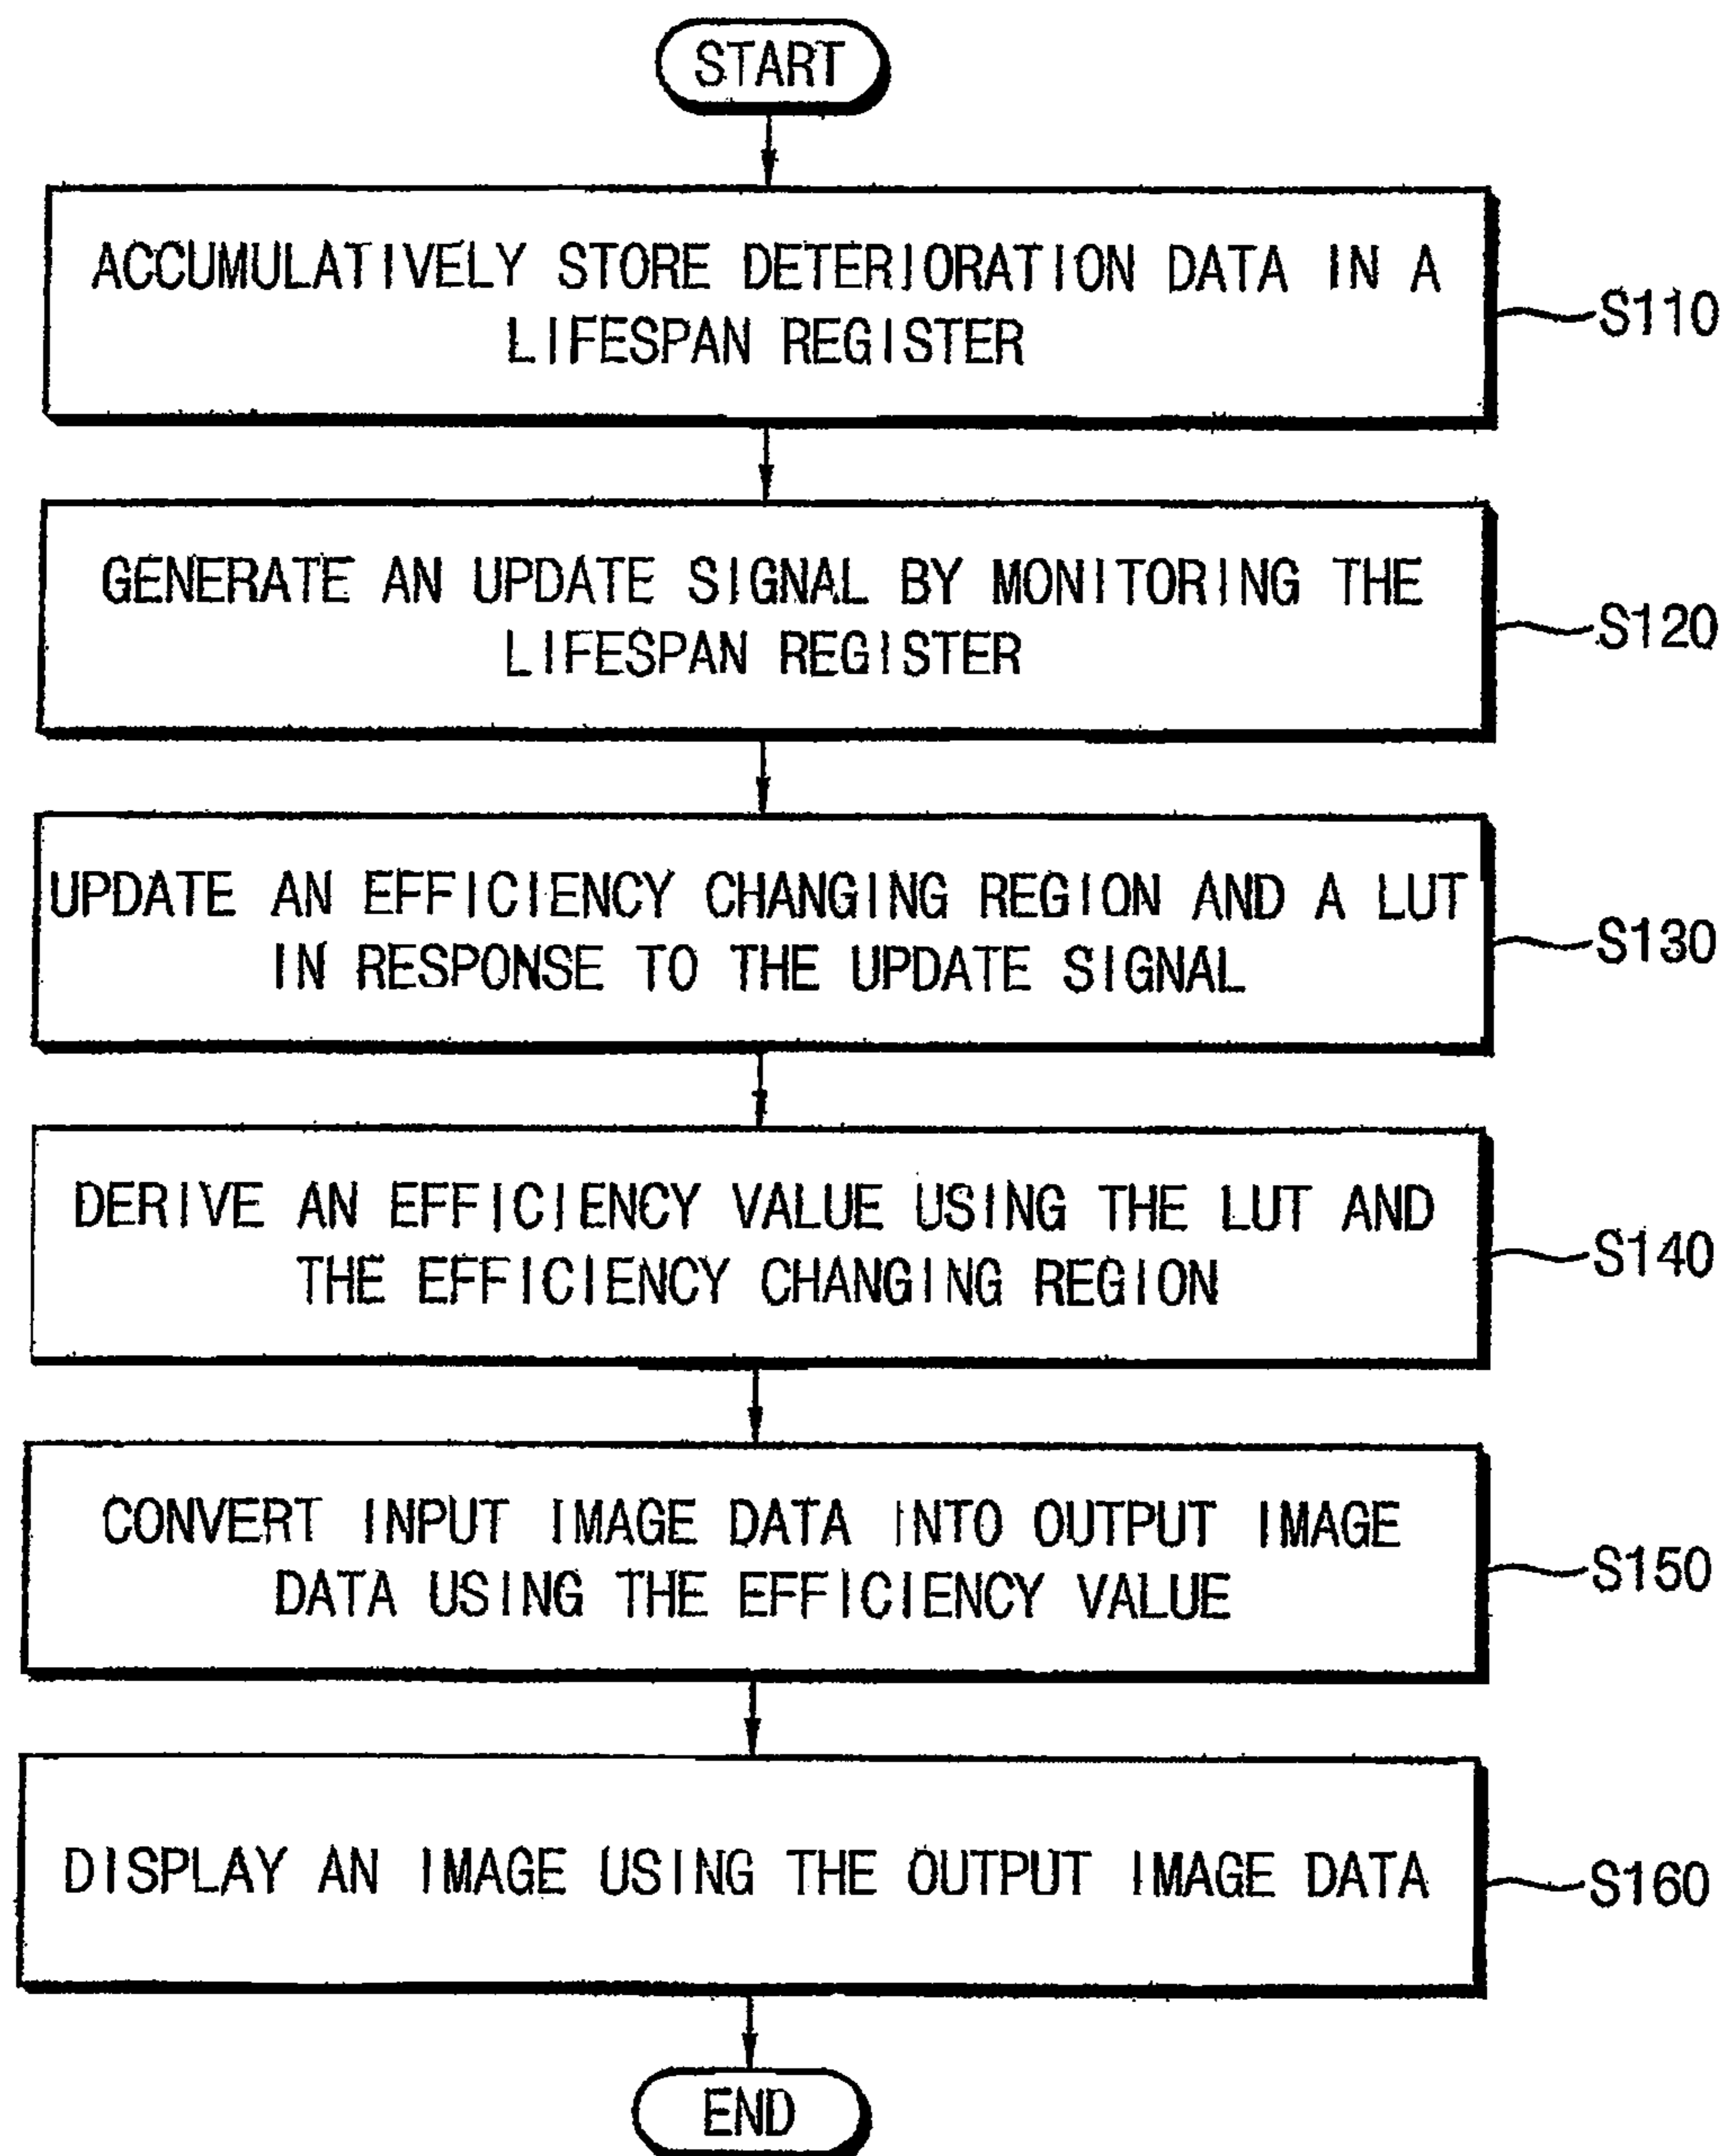 START
ACCUMULATIVELY STORE DETERIORATION DATA IN A
LIFESPAN REGISTER
S110
GENERATE AN UPDATE SIGNAL BY MONITORING THE
LIFESPAN REGISTER
S120
UPDATE AN EFFICIENCY CHANGING REGION AND A LUT
IN RESPONSE TO THE UPDATE SIGNAL
S130
DERIVE AN EFFICIENCY VALUE USING THE LUT AND
THE EFFICIENCY CHANGING REGION
S140
CONVERT INPUT IMAGE DATA INTO OUTPUT IMAGE
DATA USING THE EFFICIENCY VALUE
S150
DISPLAY AN IMAGE USING THE OUTPUT IMAGE DATA
S160
END